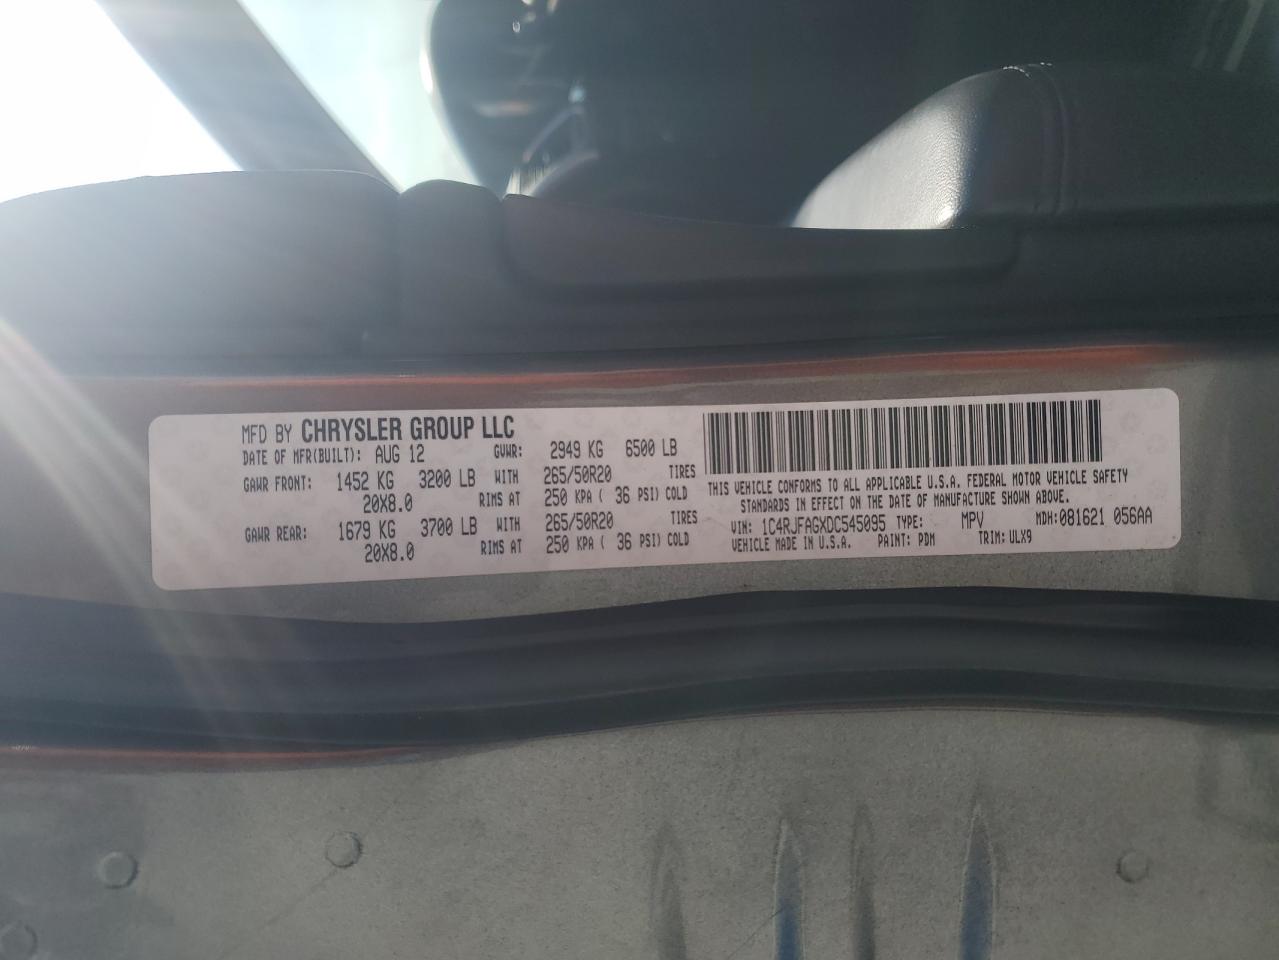 MFD BY CHRYSLER GROUP LLC
DATE OF MFR(BUILT): AUG 12 GVWR: 2949 KG 6500 LB
GAWR FRONT: 1452 KG 3200 LB WITH 265/50R20 TIRES
20X8.0 RIMS AT 250 KPA ( 36 PSI) COLD
GAWR REAR: 1679 KG 3700 LB WITH 265/50R20 TIRES
20X8.0 RIMS AT 250 KPA ( 36 PSI) COLD
THIS VEHICLE CONFORMS TO ALL APPLICABLE U.S.A. FEDERAL MOTOR VEHICLE SAFETY
STANDARDS IN EFFECT ON THE DATE OF MANUFACTURE SHOWN ABOVE.
VIN: 1C4RJFAGXDC545095 TYPE: MPV MDH:081621 056AA
VEHICLE MADE IN U.S.A. PAINT: PDM TRIM: ULX9